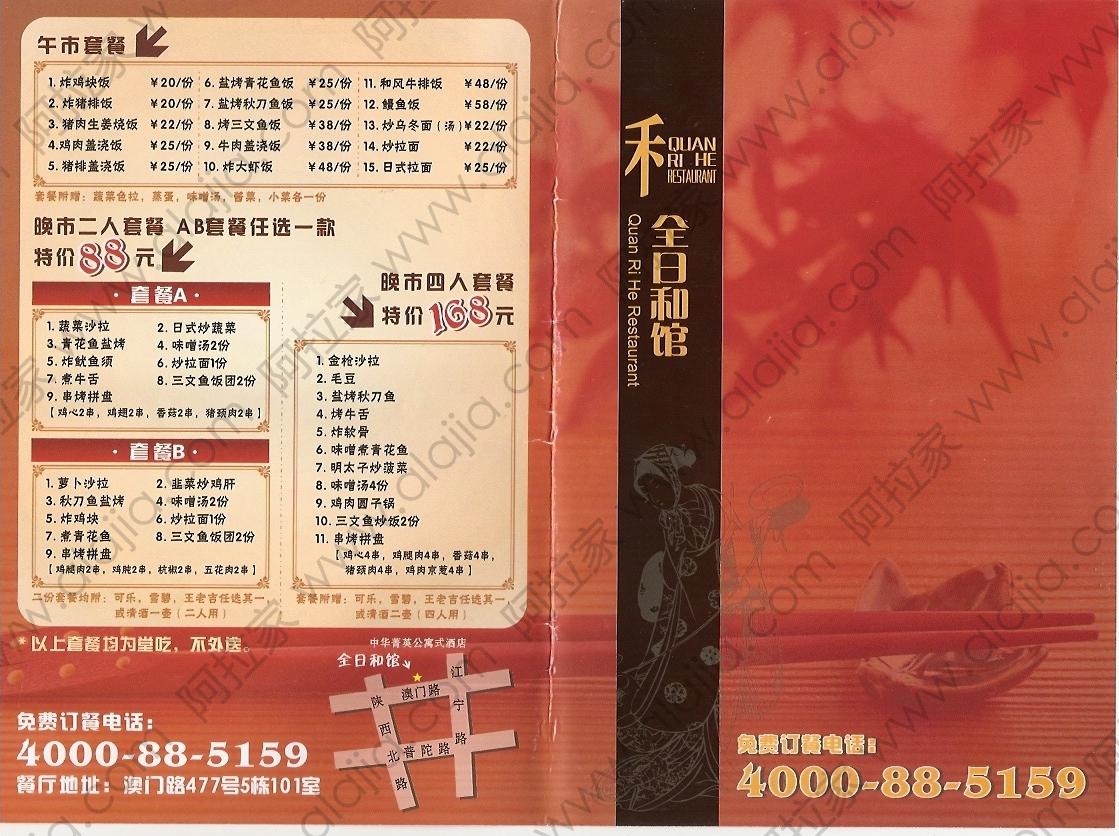 午市套餐
1. 炸鸡块饭 ￥20/份 6. 盐烤青花鱼饭 ￥25/份 11. 和风牛排饭 ￥48/份
2. 炸猪排饭 ￥20/份 7. 盐烤秋刀鱼饭 ￥25/份 12. 鳗鱼饭 ￥58/份
3. 猪肉生姜烧饭 ￥22/份 8. 烤三文鱼饭 ￥38/份 13. 炒乌冬面（汤）￥22/份
4. 鸡肉盖浇饭 ￥25/份 9. 牛肉盖浇饭 ￥38/份 14. 炒拉面 ￥22/份
5. 猪排盖浇饭 ￥25/份 10. 炸大虾饭 ￥48/份 15. 日式拉面 ￥25/份
套餐附赠：蔬菜色拉，蒸蛋，味噌汤，酱菜，小菜各一份
晚市二人套餐 AB套餐任选一款
特价88元
·套餐A·
1. 蔬菜沙拉 2. 日式炒蔬菜
3. 青花鱼盐烤 4. 味噌汤2份
5. 炸鱿鱼须 6. 炒拉面1份
7. 煮牛舌 8. 三文鱼饭团2份
9. 串烤拼盘
【鸡心2串，鸡翅2串，香菇2串，猪颈肉2串】
·套餐B·
1. 萝卜沙拉 2. 韭菜炒鸡肝
3. 秋刀鱼盐烤 4. 味噌汤2份
5. 炸鸡块 6. 炒拉面1份
7. 煮青花鱼 8. 三文鱼饭团2份
9. 串烤拼盘
【鸡腿肉2串，鸡肫2串，杭椒2串，五花肉2串】
二份套餐均附：可乐，雪碧，王老吉任选其一，
或清酒一壶（二人用）
晚市四人套餐
特价168元
1. 金枪沙拉
2. 毛豆
3. 盐烤秋刀鱼
4. 烤牛舌
5. 炸软骨
6. 味噌煮青花鱼
7. 明太子炒菠菜
8. 味噌汤4份
9. 鸡肉圆子锅
10. 三文鱼炒饭2份
11. 串烤拼盘
【鸡心4串，鸡腿肉4串，香菇4串，
猪颈肉4串，鸡肉京葱4串】
套餐附赠：可乐，雪碧，王老吉任选其一
或清酒二壶（四人用）
*以上套餐均为堂吃，不外送。
免费订餐电话：
4000-88-5159
餐厅地址：澳门路477号5栋101室
中华菁英公寓式酒店
全日和馆
澳门路
陕西北路
江宁路
普陀路
和
QUAN
RI HE
RESTAURANT
全日和馆
Quan Ri He Restaurant
免费订餐电话：
4000-88-5159
阿拉家 www.alajia.com